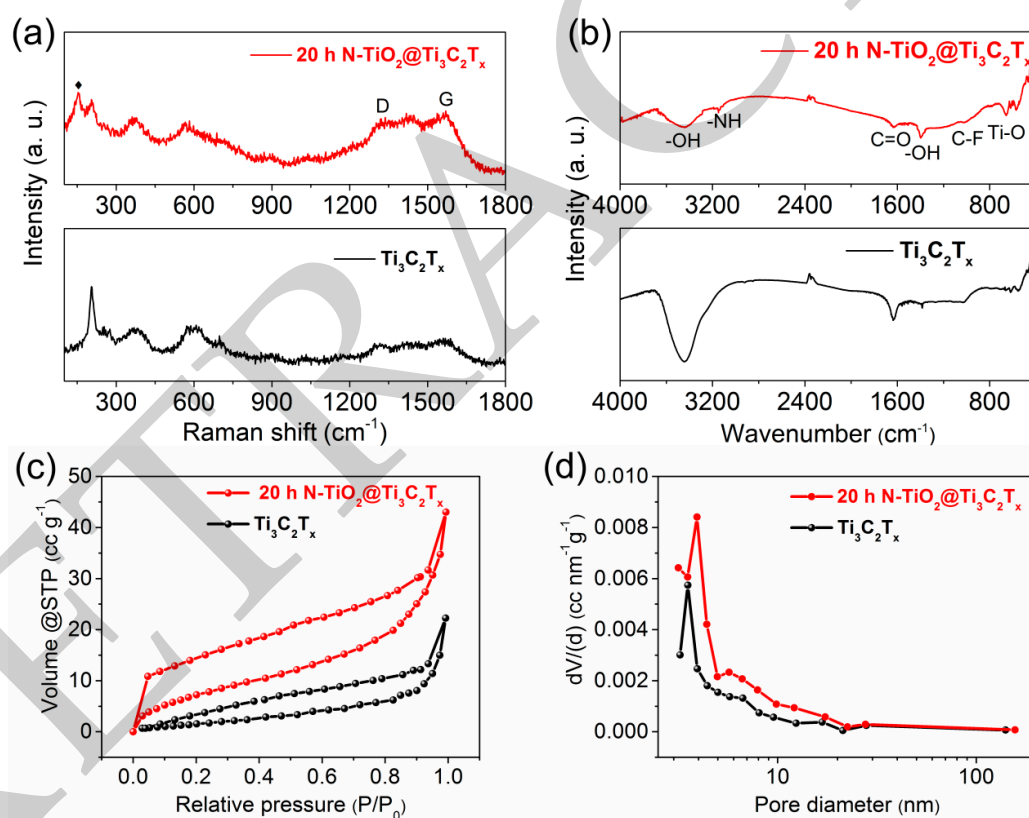 (a)
20 h N-TiO₂@Ti₃C₂Tₓ
♦
D
G
Ti₃C₂Tₓ
Intensity (a. u.)
300 600 900 1200 1500 1800
300 600 900 1200 1500 1800
Raman shift (cm⁻¹)
(b)
20 h N-TiO₂@Ti₃C₂Tₓ
-OH
-NH
C=O
-OH
C-F
Ti-O
4000 3200 2400 1600 800
Ti₃C₂Tₓ
Intensity (a. u.)
4000 3200 2400 1600 800
Wavenumber (cm⁻¹)
(c)
20 h N-TiO₂@Ti₃C₂Tₓ
Ti₃C₂Tₓ
Volume @STP (cc g⁻¹)
50
40
30
20
10
0
0.0 0.2 0.4 0.6 0.8 1.0
Relative pressure (P/P₀)
(d)
20 h N-TiO₂@Ti₃C₂Tₓ
Ti₃C₂Tₓ
dV/(d) (cc nm⁻¹g⁻¹)
0.010
0.008
0.006
0.004
0.002
0.000
10 100
Pore diameter (nm)